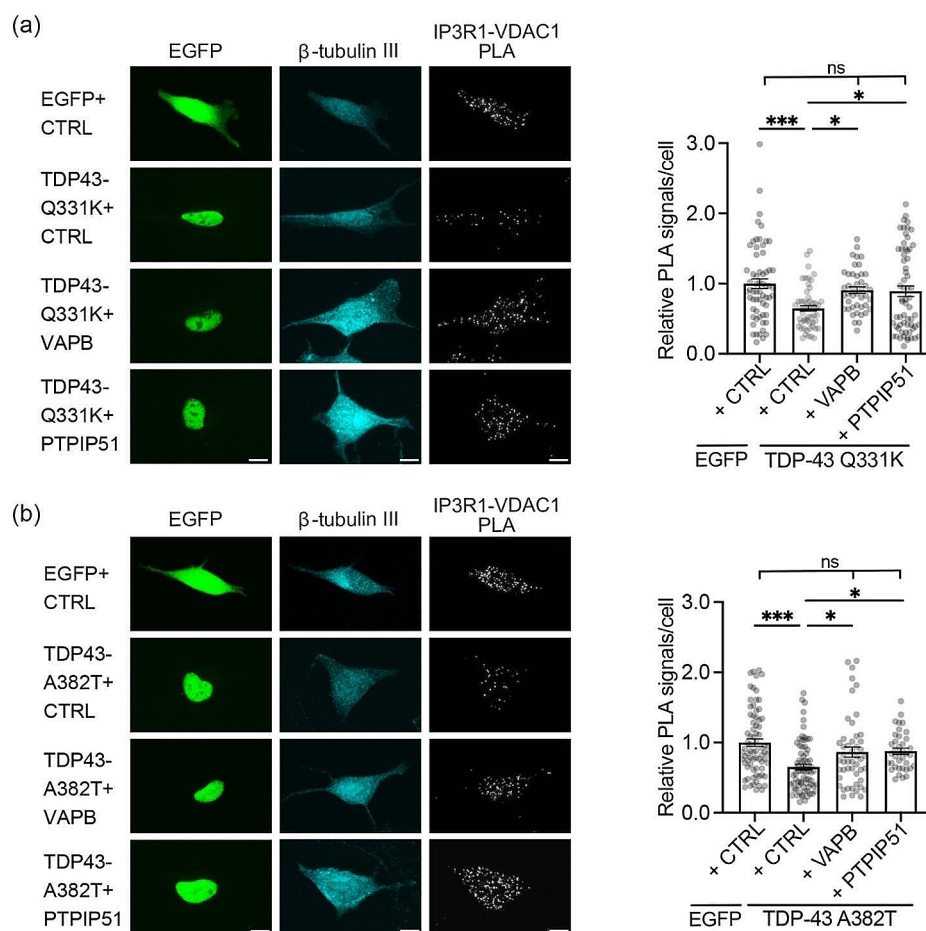 (a)
EGFP
β-tubulin III
IP3R1-VDAC1
PLA
EGFP+
CTRL
TDP43-
Q331K+
CTRL
TDP43-
Q331K+
VAPB
TDP43-
Q331K+
PTPIP51
ns
*
*** *
Relative PLA signals/cell
3.0
2.0
1.0
0.0
+ CTRL
+ CTRL
+ VAPB
+ PTPIP51
EGFP
TDP-43 Q331K
(b)
EGFP
β-tubulin III
IP3R1-VDAC1
PLA
EGFP+
CTRL
TDP43-
A382T+
CTRL
TDP43-
A382T+
VAPB
TDP43-
A382T+
PTPIP51
ns
*
*** *
Relative PLA signals/cell
3.0
2.0
1.0
0.0
+ CTRL
+ CTRL
+ VAPB
+ PTPIP51
EGFP
TDP-43 A382T